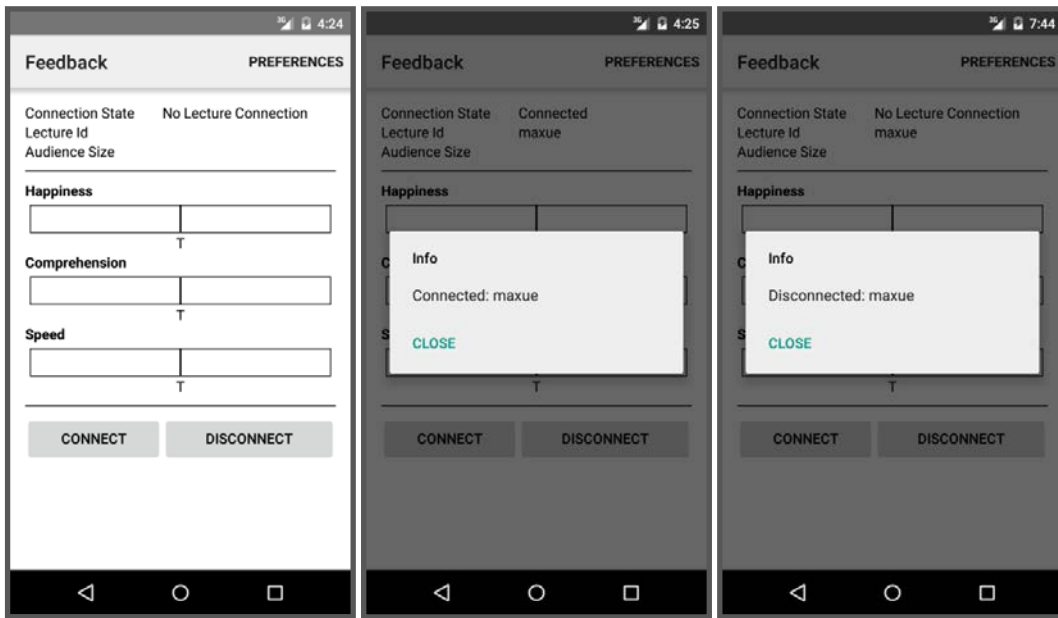 3G 4:24
Feedback PREFERENCES
Connection State No Lecture Connection
Lecture Id
Audience Size
Happiness
T
Comprehension
T
Speed
T
CONNECT DISCONNECT
3G 4:25
Feedback PREFERENCES
Connection State Connected
Lecture Id maxue
Audience Size
Happiness
C
Info
Connected: maxue
S
CLOSE
T
CONNECT DISCONNECT
3G 7:44
Feedback PREFERENCES
Connection State No Lecture Connection
Lecture Id maxue
Audience Size
Happiness
C
Info
Disconnected: maxue
S
CLOSE
T
CONNECT DISCONNECT